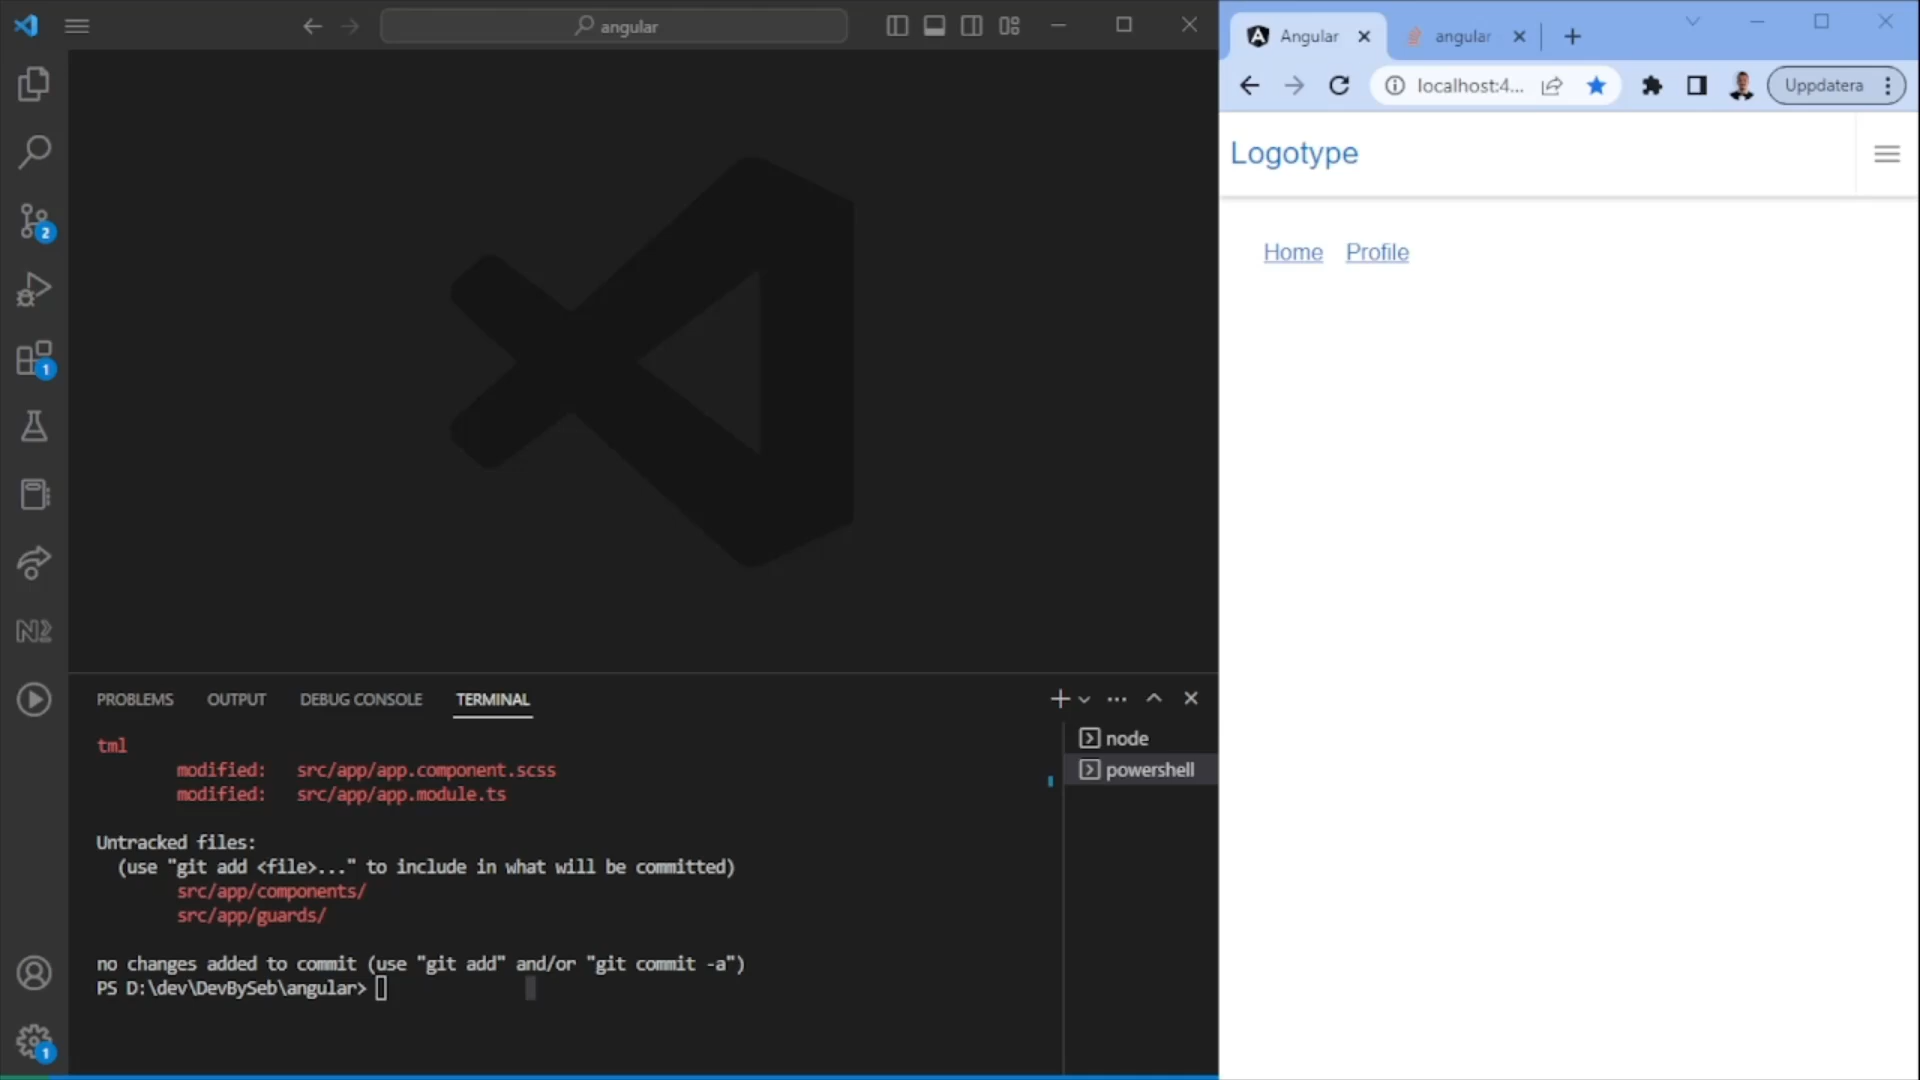 angular
2
1
1
PROBLEMS OUTPUT DEBUG CONSOLE TERMINAL
tml
modified: src/app/app.component.scss
modified: src/app/app.module.ts
Untracked files:
(use "git add <file>..." to include in what will be committed)
src/app/components/
src/app/guards/
no changes added to commit (use "git add" and/or "git commit -a")
PS D:\dev\DevBySeb\angular>
node
powershell
Angular
angular
localhost:4...
Uppdatera
Logotype
Home Profile